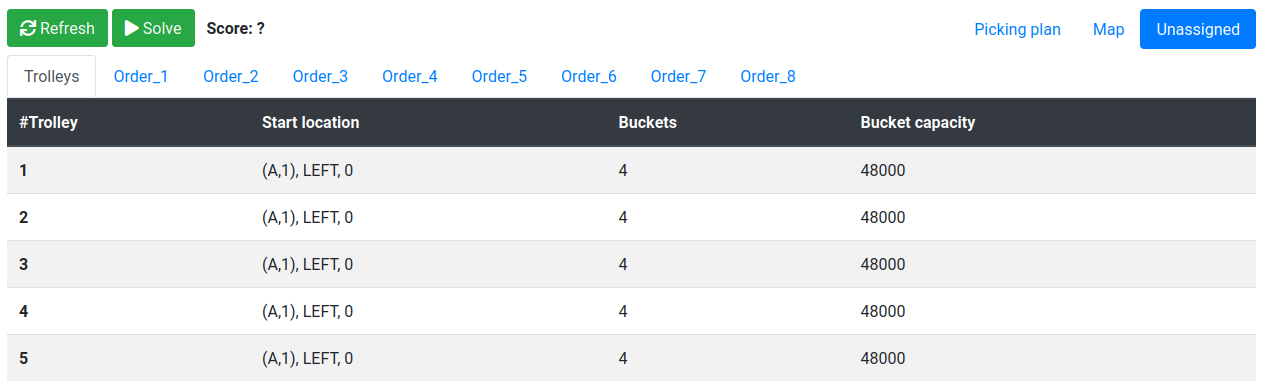 Refresh Solve Score: ? Picking plan Map Unassigned
Trolleys Order_1 Order_2 Order_3 Order_4 Order_5 Order_6 Order_7 Order_8
#Trolley Start location Buckets Bucket capacity
1 (A,1), LEFT, 0 4 48000
2 (A,1), LEFT, 0 4 48000
3 (A,1), LEFT, 0 4 48000
4 (A,1), LEFT, 0 4 48000
5 (A,1), LEFT, 0 4 48000